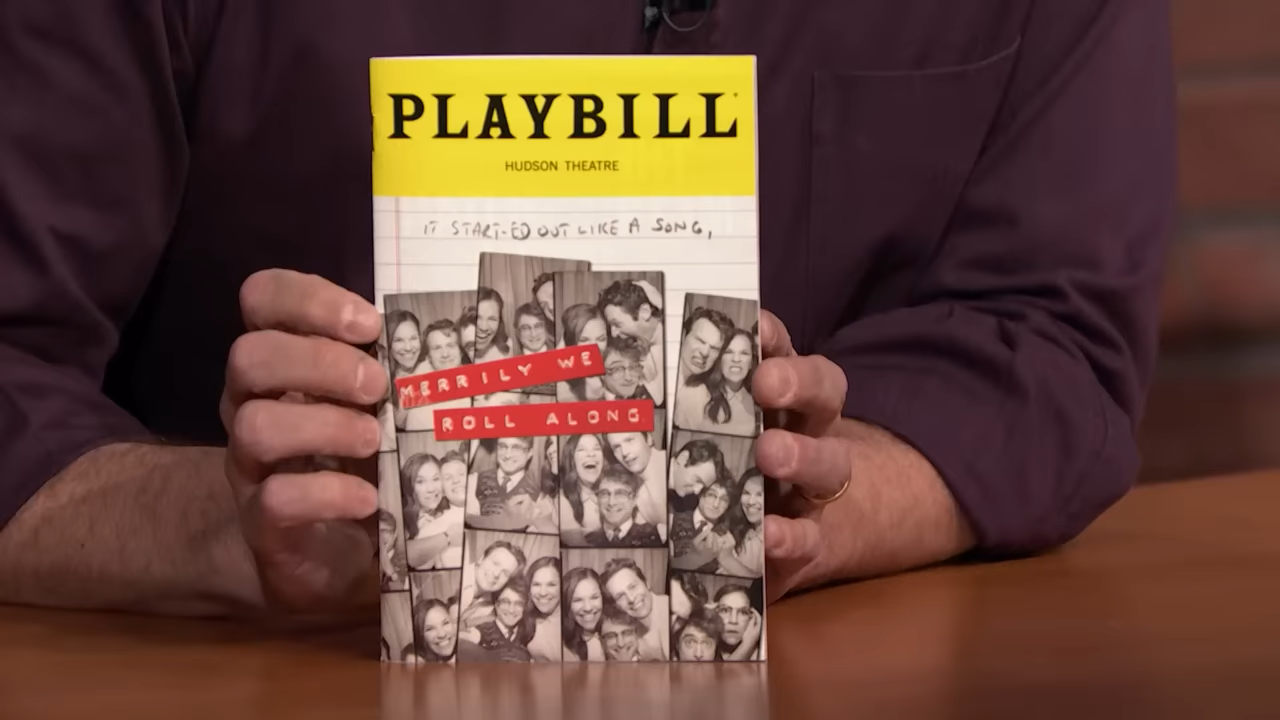 PLAYBILL
HUDSON THEATRE
IT START-ED OUT LIKE A SONG,
MERRILY WE
ROLL ALONG